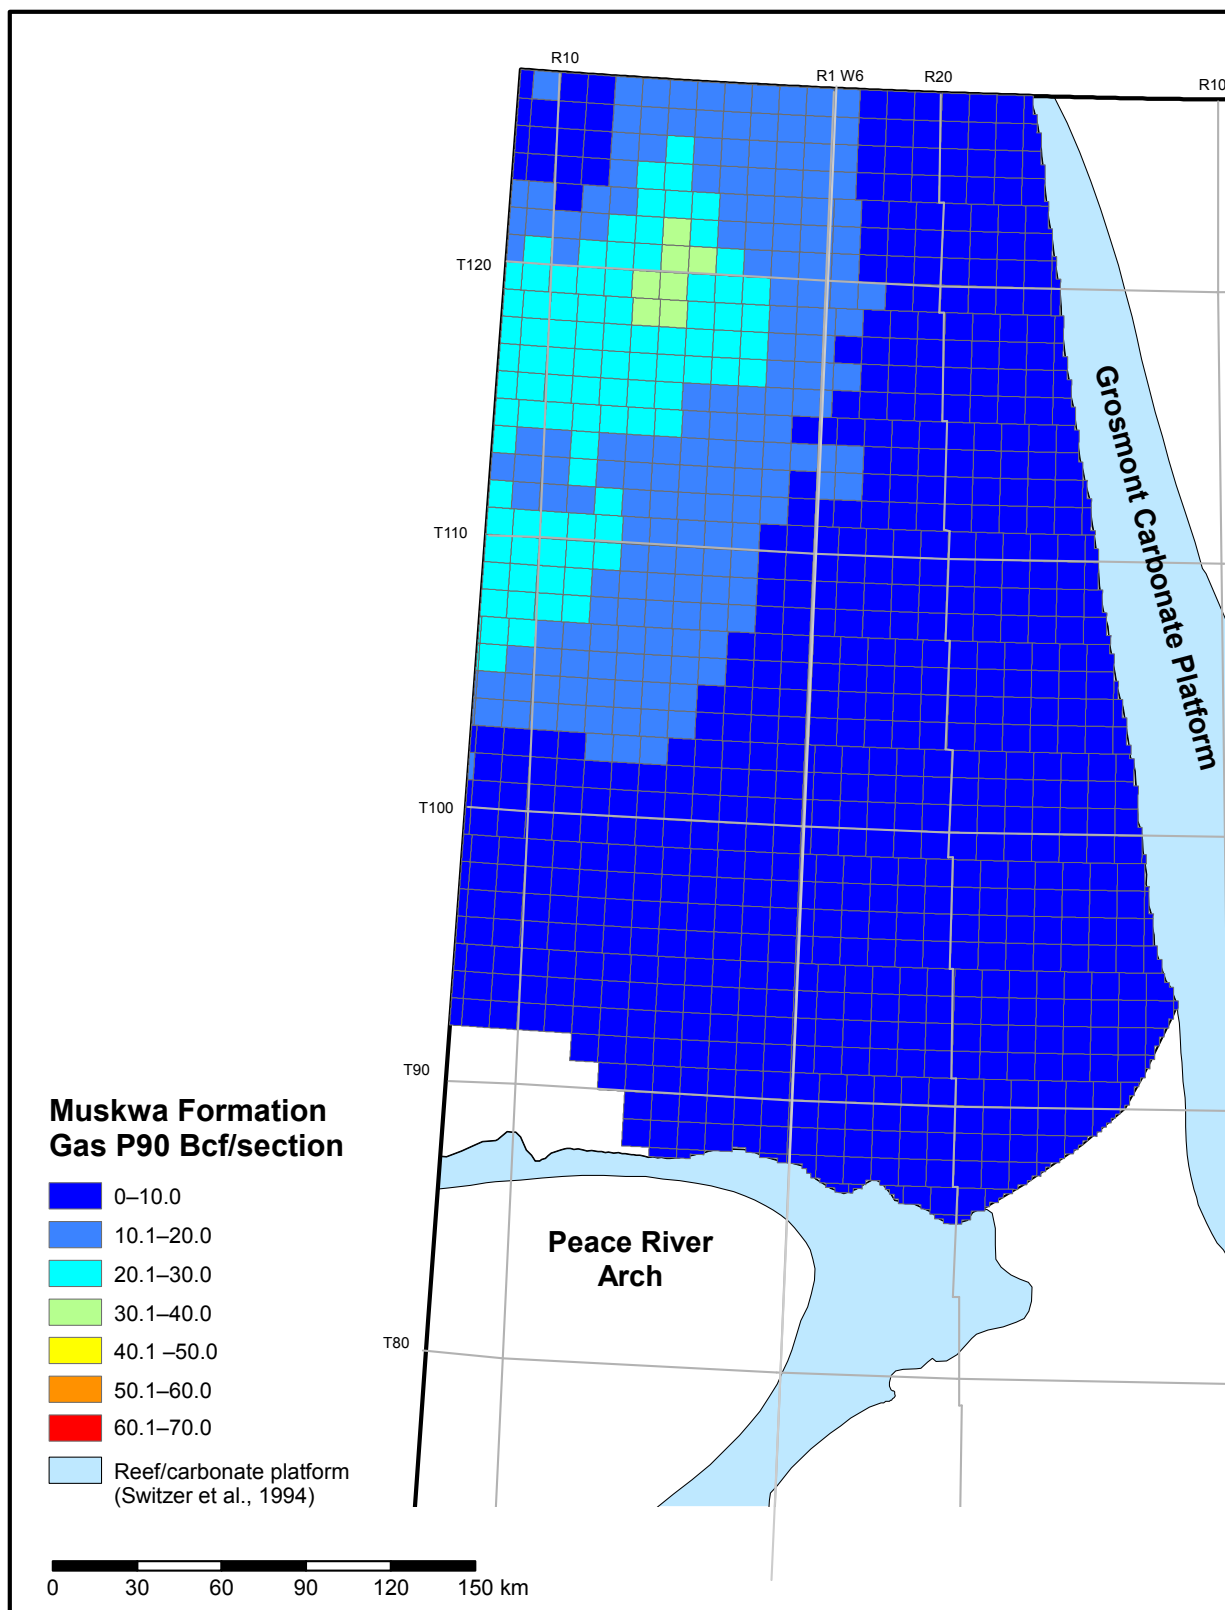 R10
R1 W6
R20
R10
T120
T110
T100
T90
T80
Grosmont Carbonate Platform
Peace River
Arch
Muskwa Formation
Gas P90 Bcf/section
0–10.0
10.1–20.0
20.1–30.0
30.1–40.0
40.1 –50.0
50.1–60.0
60.1–70.0
Reef/carbonate platform
(Switzer et al., 1994)
0 30 60 90 120 150 km